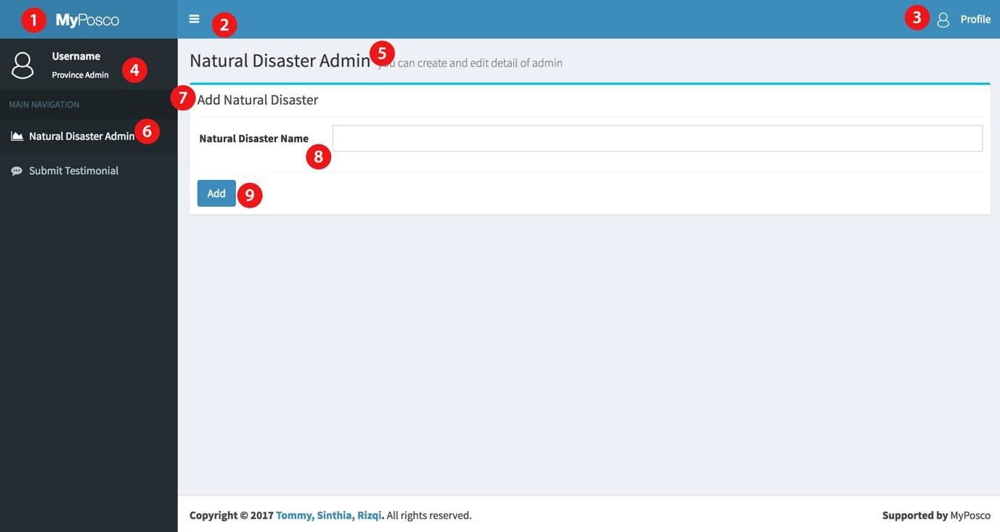 1 MyPosco
2
3 Profile
Username
Province Admin
4
Natural Disaster Admin 5 you can create and edit detail of admin
MAIN NAVIGATION
7 Add Natural Disaster
Natural Disaster Admin 6
Natural Disaster Name
8
Submit Testimonial
Add 9
Copyright © 2017 Tommy, Sinthia, Rizqi. All rights reserved.
Supported by MyPosco